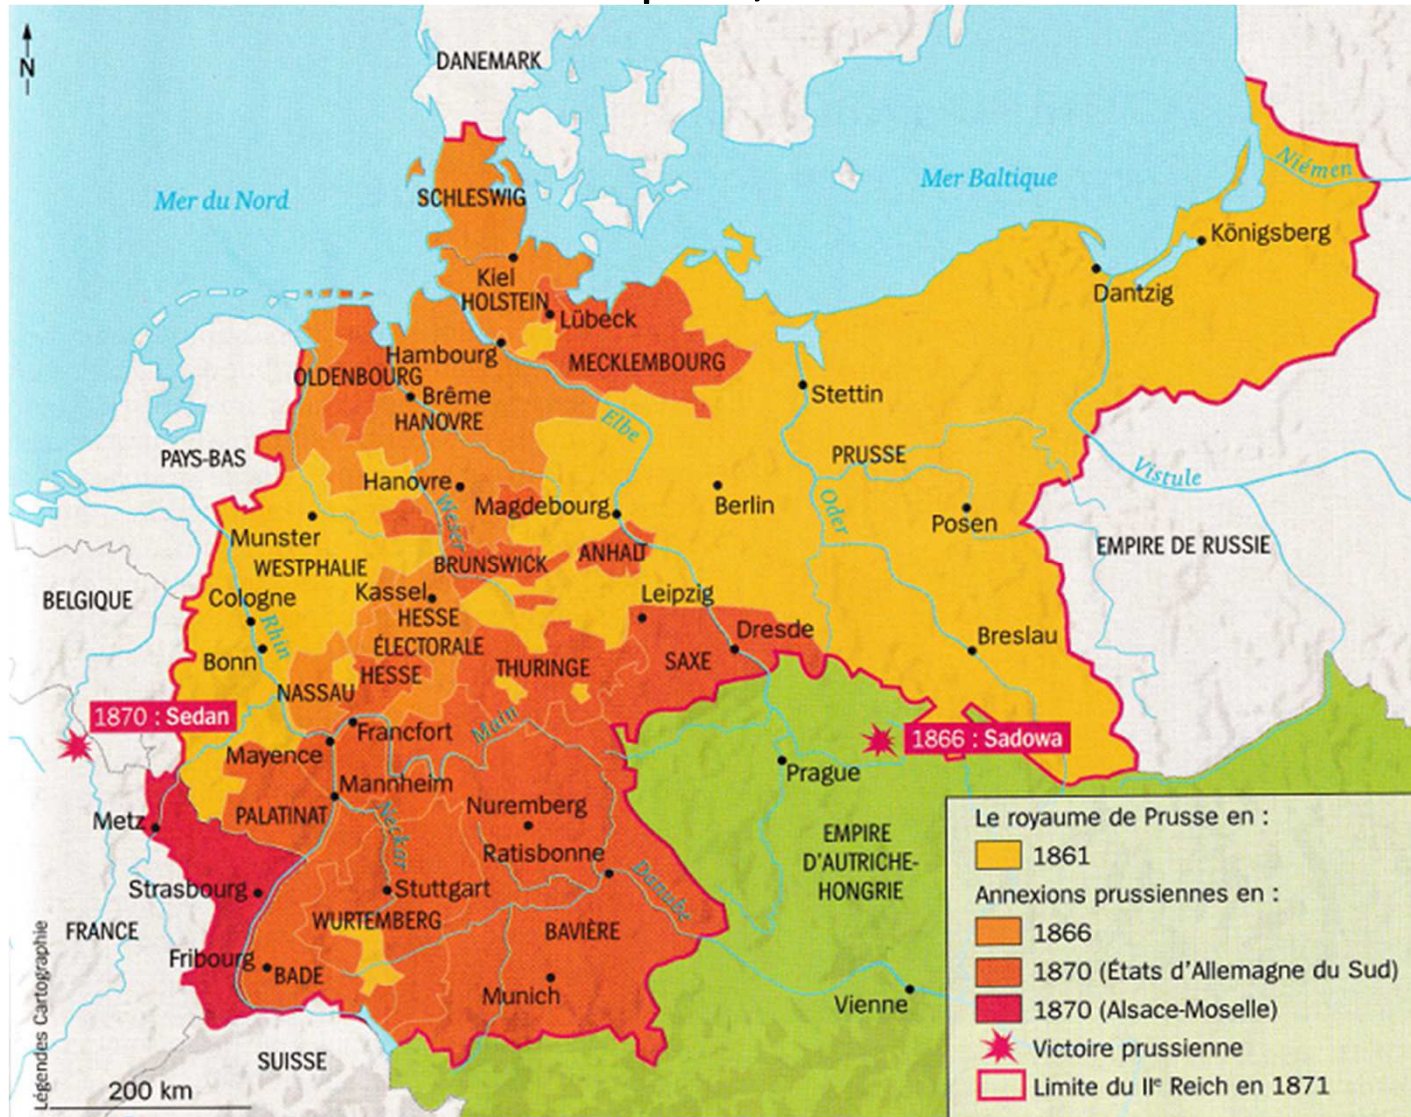 N
DANEMARK
Mer du Nord
SCHLESWIG
Mer Baltique
Niémen
Königsberg
Kiel
HOLSTEIN
Lübeck
Dantzig
Hambourg
MECKLEMBOURG
OLDENBOURG
Brême
HANOVRE
Elbe
Stettin
PAYS-BAS
PRUSSE
Vistule
Hanovre
Weser
Magdebourg
Berlin
Oder
Posen
Munster
WESTPHALIE
BRUNSWICK
ANHALT
EMPIRE DE RUSSIE
BELGIQUE
Cologne
Kassel
HESSE
ÉLECTORALE
Leipzig
Rhin
Bonn
HESSE
THURINGE
SAXE
Dresde
Breslau
NASSAU
1870 : Sedan
Francfort
Main
1866 : Sadowa
Mayence
Prague
Mannheim
PALATINAT
Neckar
Nuremberg
Metz
Ratisbonne
EMPIRE
D'AUTRICHE-
HONGRIE
Strasbourg
Stuttgart
Danube
WURTEMBERG
FRANCE
BAVIÈRE
Fribourg
BADE
Munich
Vienne
SUISSE
200 km
Légendes Cartographie
Le royaume de Prusse en :
1861
Annexions prussiennes en :
1866
1870 (États d'Allemagne du Sud)
1870 (Alsace-Moselle)
Victoire prussienne
Limite du IIe Reich en 1871